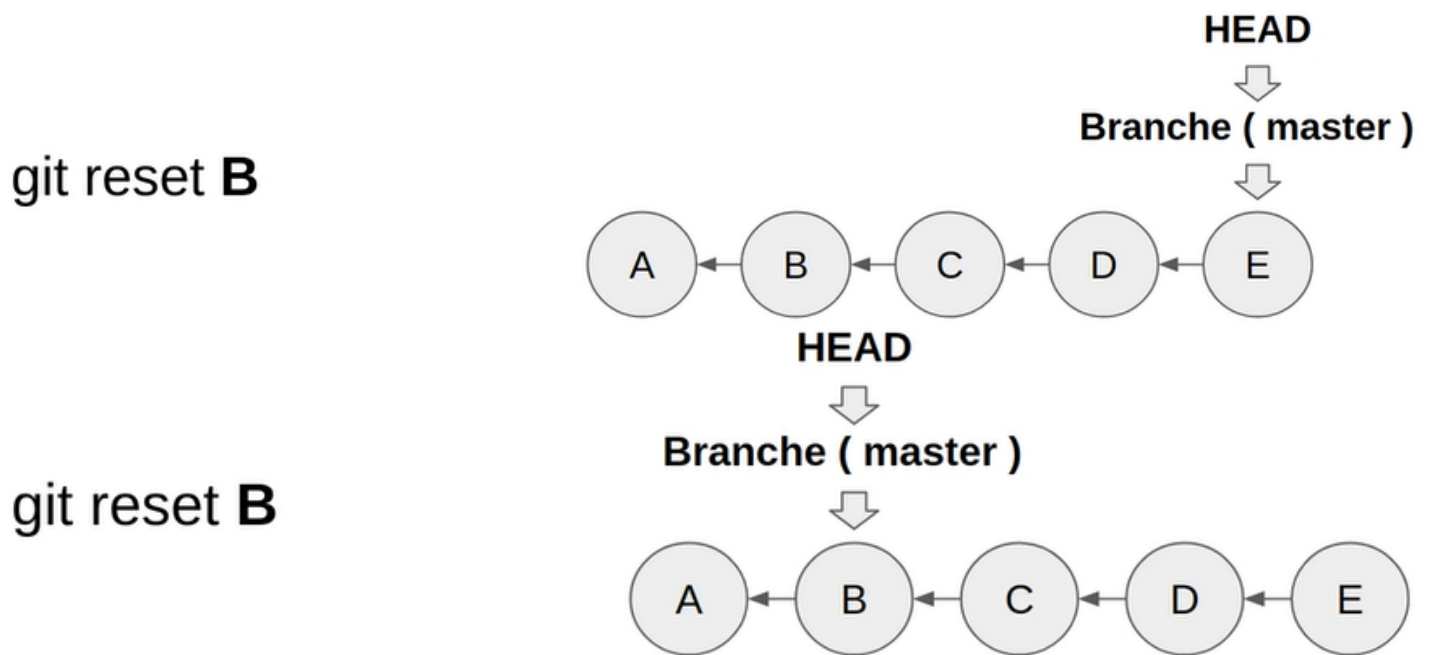 HEAD
Branche ( master )
git reset B
A B C D E
HEAD
Branche ( master )
git reset B
A B C D E